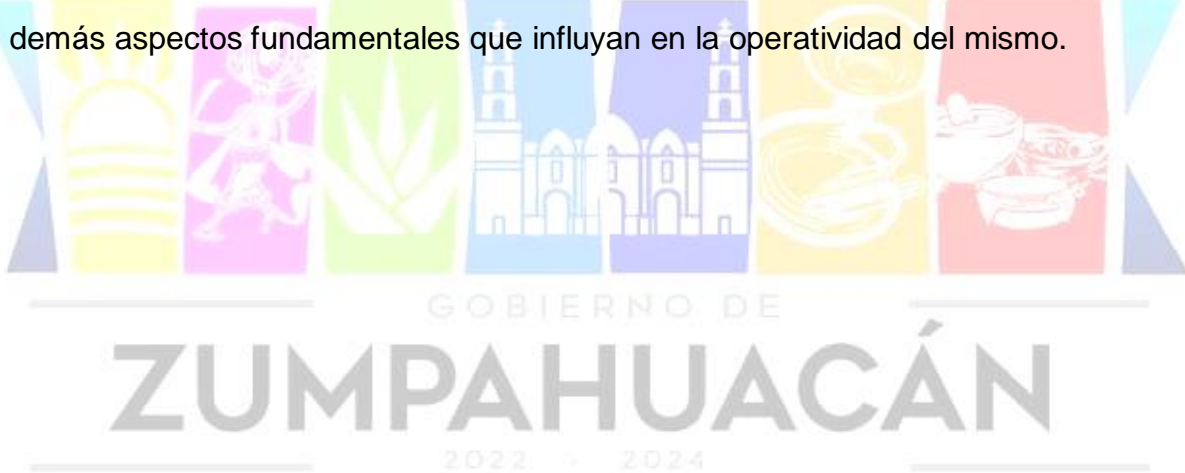 demás aspectos fundamentales que influyan en la operatividad del mismo.
GOBIERNO DE
ZUMPAHUACÁN
2022 - 2024